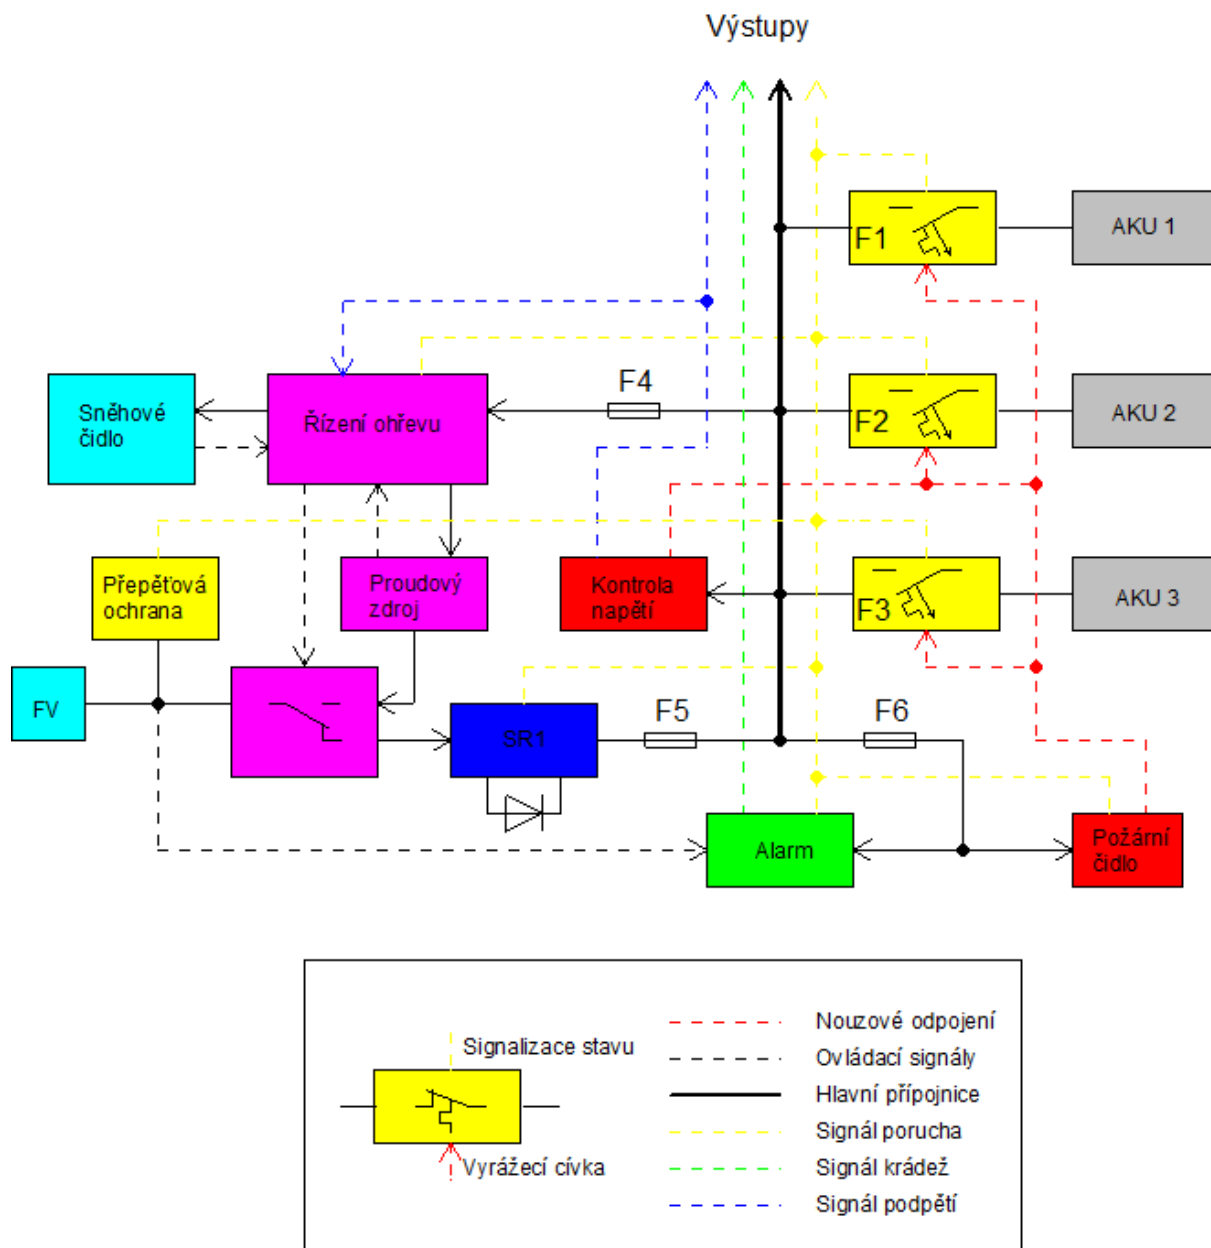 Výstupy
F1
AKU 1
F4
Sněhové
čidlo
Řízení ohřevu
F2
AKU 2
Přepěťová
ochrana
Proudový
zdroj
Kontrola
napětí
F3
AKU 3
FV
SR1
F5
F6
Alarm
Požární
čidlo
Signalizace stavu
Vyrážecí cívka
Nouzové odpojení
Ovládací signály
Hlavní přípojnice
Signál porucha
Signál krádež
Signál podpětí